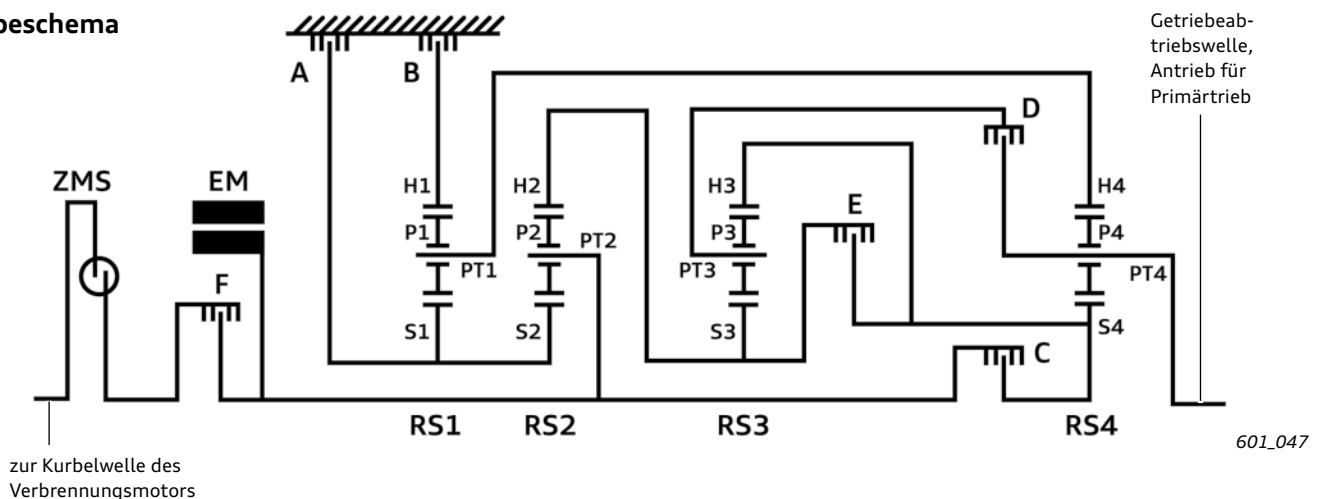 beschema
Getriebeab-
triebswelle,
Antrieb für
Primärtrieb
A
B
D
ZMS
EM
H1
H2
H3
E
H4
P1
P2
PT2
P3
P4
F
PT1
PT3
PT4
S1
S2
S3
S4
C
RS1
RS2
RS3
RS4
601_047
zur Kurbelwelle des
Verbrennungsmotors